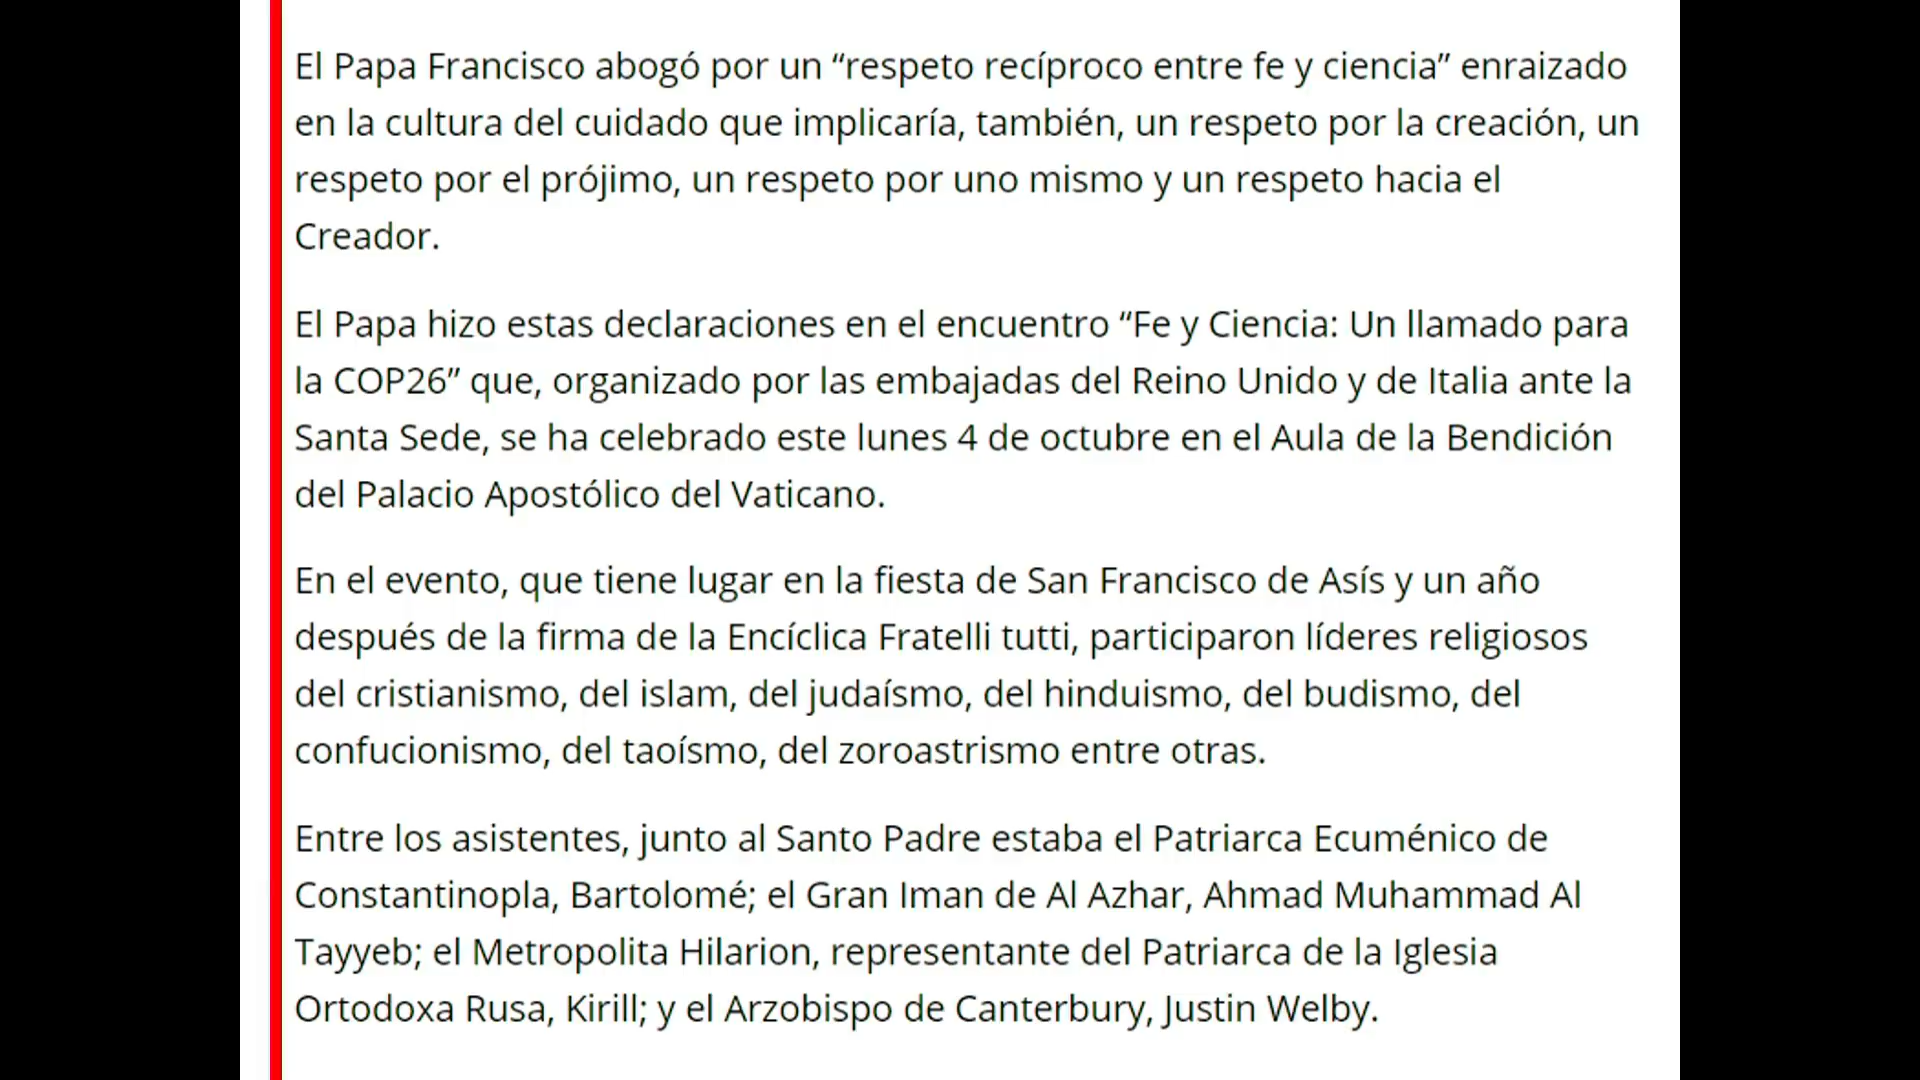 El Papa Francisco abogó por un “respeto recíproco entre fe y ciencia” enraizado
en la cultura del cuidado que implicaría, también, un respeto por la creación, un
respeto por el prójimo, un respeto por uno mismo y un respeto hacia el
Creador.
El Papa hizo estas declaraciones en el encuentro “Fe y Ciencia: Un llamado para
la COP26” que, organizado por las embajadas del Reino Unido y de Italia ante la
Santa Sede, se ha celebrado este lunes 4 de octubre en el Aula de la Bendición
del Palacio Apostólico del Vaticano.
En el evento, que tiene lugar en la fiesta de San Francisco de Asís y un año
después de la firma de la Encíclica Fratelli tutti, participaron líderes religiosos
del cristianismo, del islam, del judaísmo, del hinduismo, del budismo, del
confucionismo, del taoísmo, del zoroastrismo entre otras.
Entre los asistentes, junto al Santo Padre estaba el Patriarca Ecuménico de
Constantinopla, Bartolomé; el Gran Iman de Al Azhar, Ahmad Muhammad Al
Tayyeb; el Metropolita Hilarion, representante del Patriarca de la Iglesia
Ortodoxa Rusa, Kirill; y el Arzobispo de Canterbury, Justin Welby.